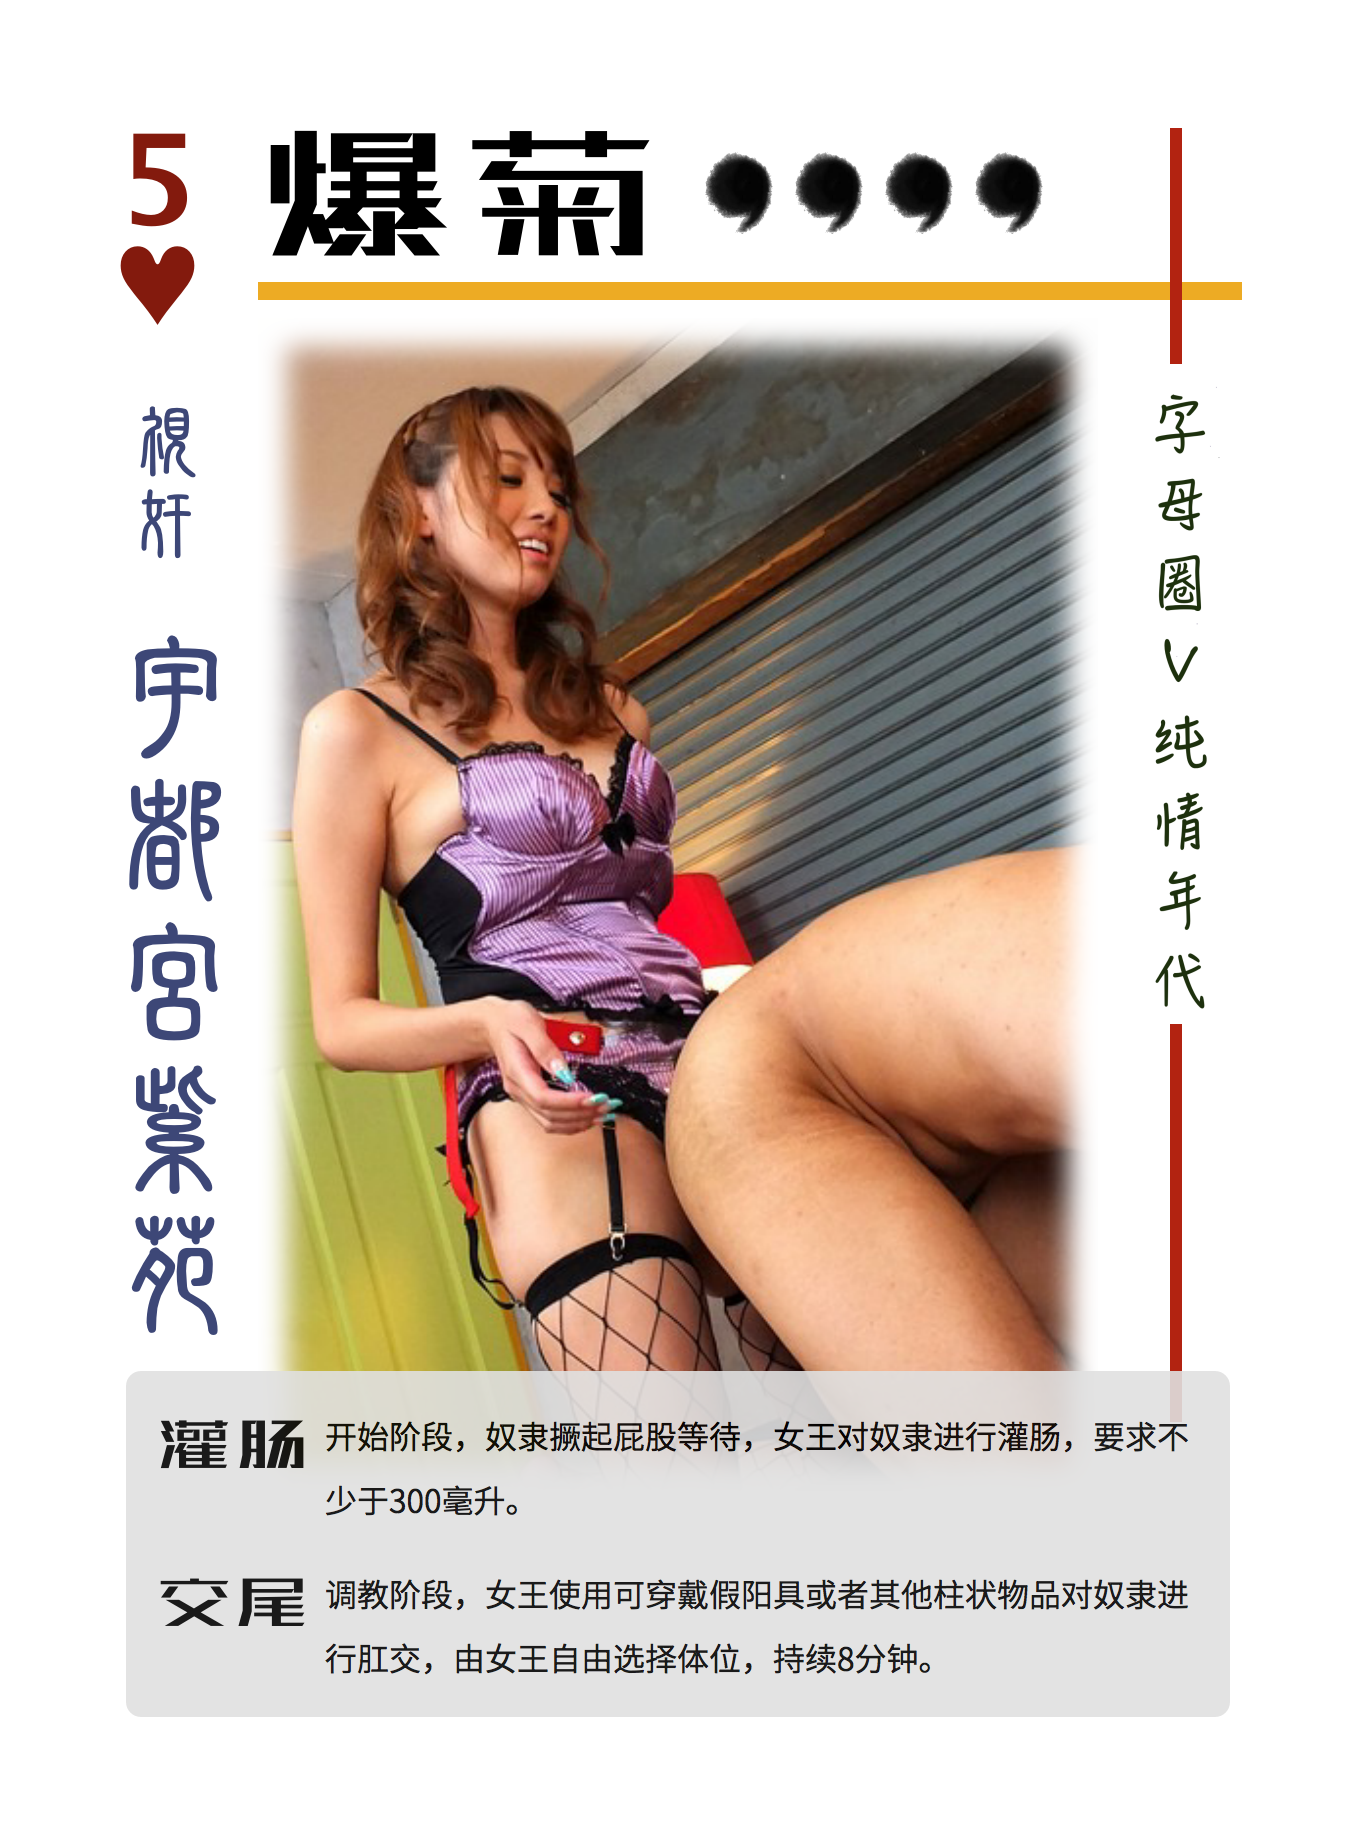 5
爆菊
視奸
宇都宮紫苑
字母圈V纯情年代
灌肠
开始阶段，奴隶撅起屁股等待，女王对奴隶进行灌肠，要求不
少于300毫升。
交尾
调教阶段，女王使用可穿戴假阳具或者其他柱状物品对奴隶进
行肛交，由女王自由选择体位，持续8分钟。